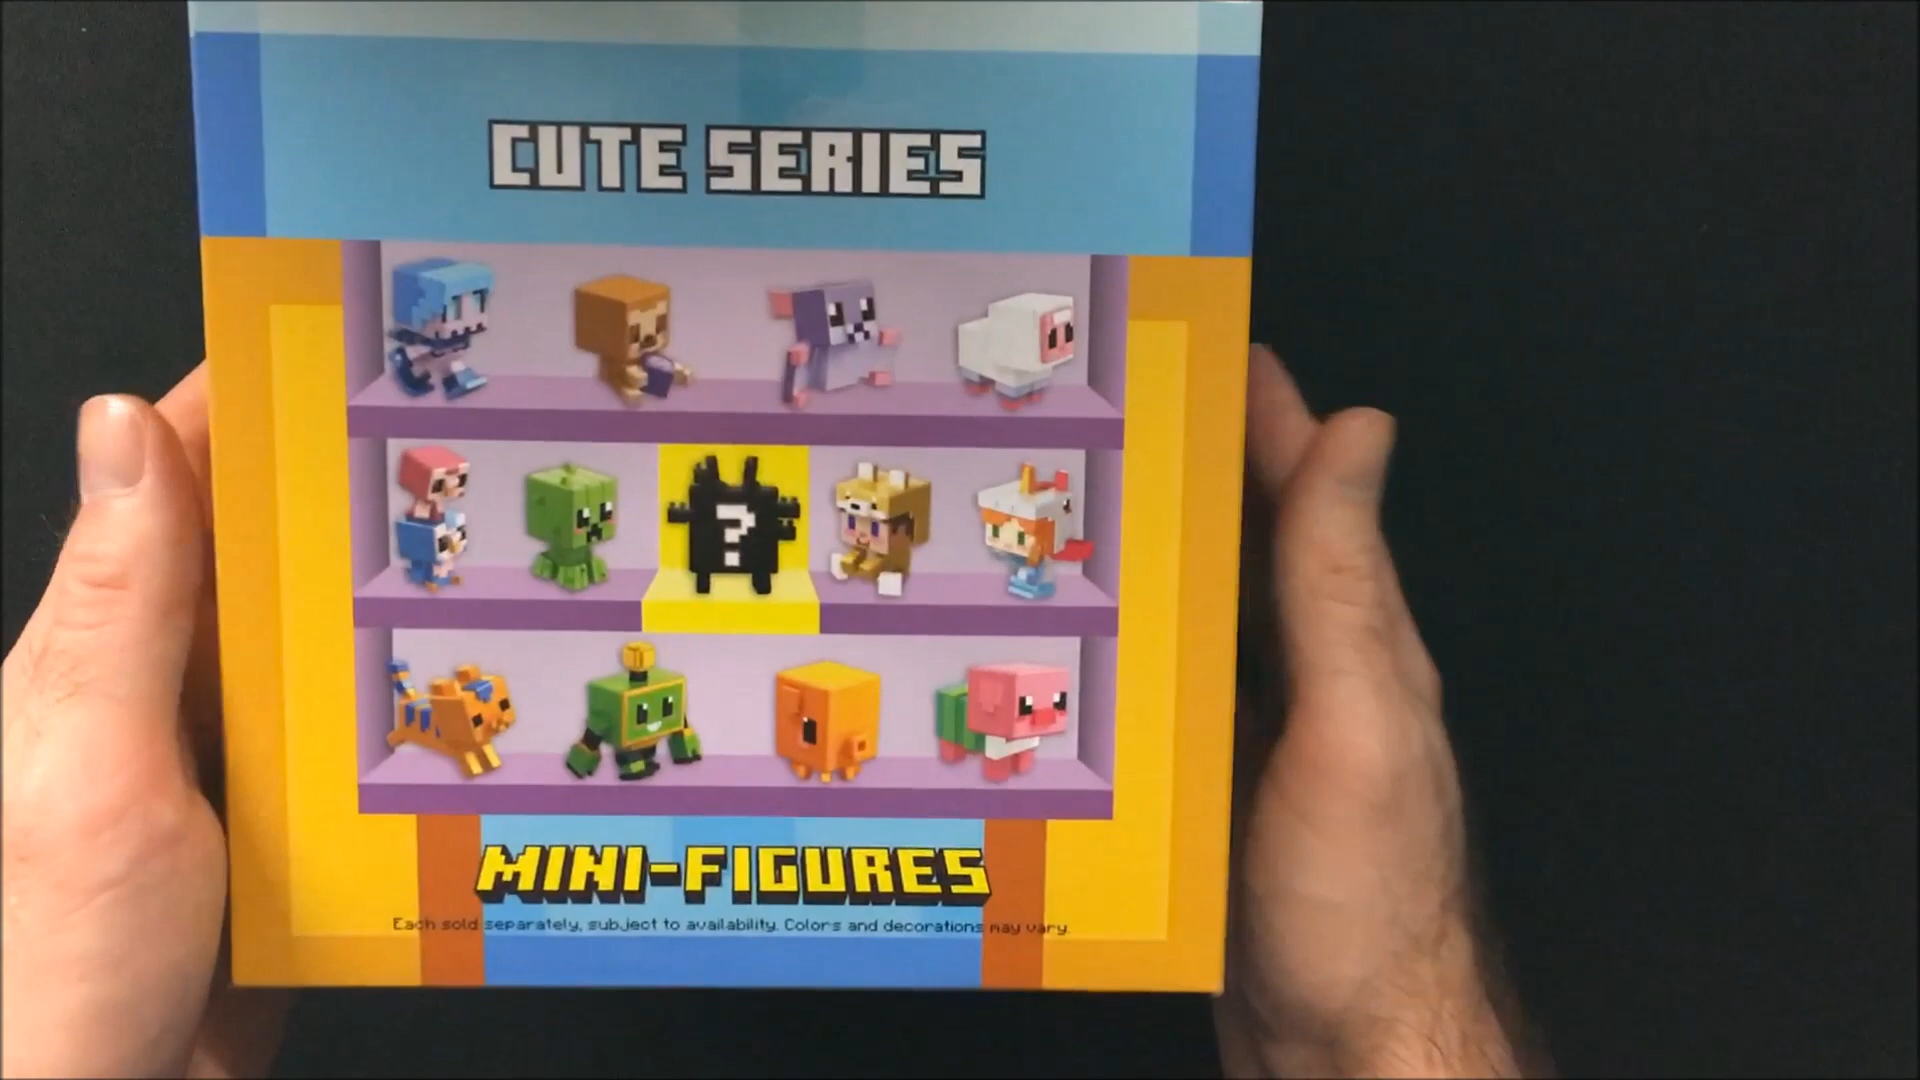 CUTE SERIES
?
MINI-FIGURES
Each sold separately, subject to availability. Colors and decorations may vary.